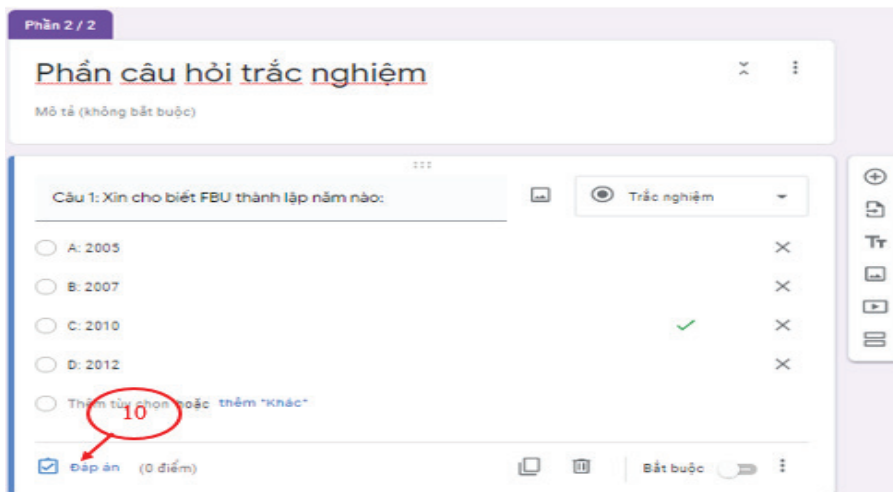 Phần 2 / 2
Phần câu hỏi trắc nghiệm
Mô tả (không bắt buộc)
Câu 1: Xin cho biết FBU thành lập năm nào:
Trắc nghiệm
A: 2005
B: 2007
C: 2010
D: 2012
Thêm tùy chọn hoặc thêm "Khác"
10
Đáp án (0 điểm)
Bắt buộc
Tт